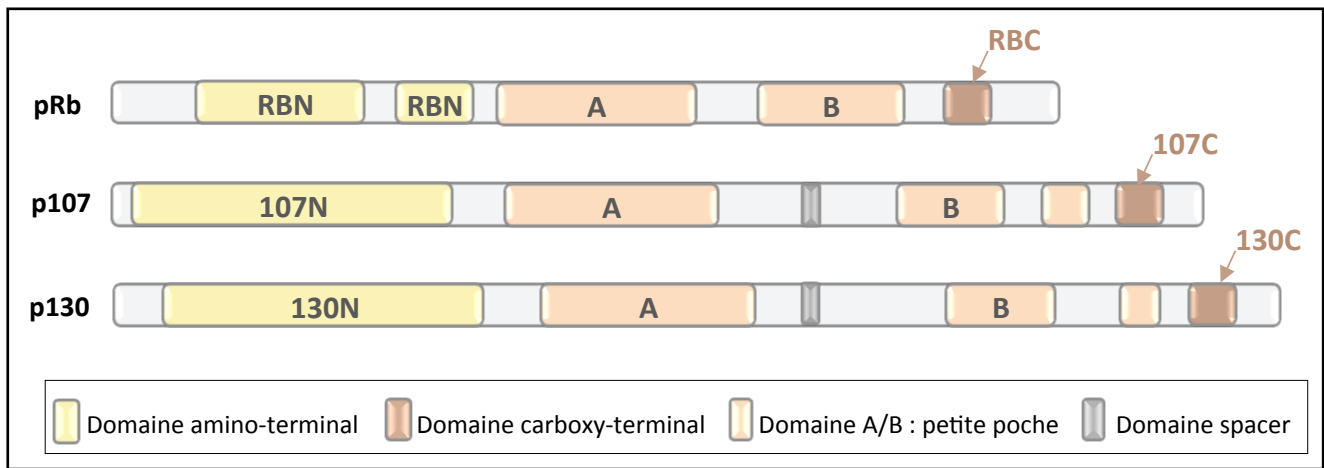 RBC
pRb
RBN
RBN
A
B
107C
p107
107N
A
B
130C
p130
130N
A
B
Domaine amino-terminal
Domaine carboxy-terminal
Domaine A/B : petite poche
Domaine spacer